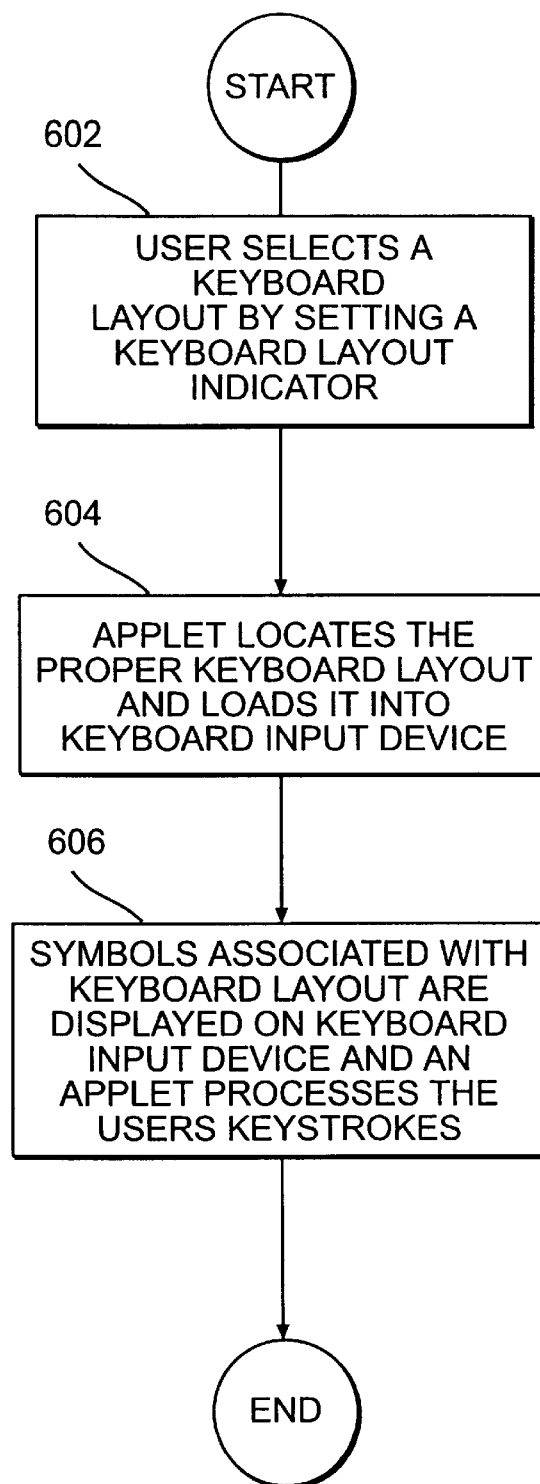 START
602
USER SELECTS A
KEYBOARD
LAYOUT BY SETTING A
KEYBOARD LAYOUT
INDICATOR
604
APPLET LOCATES THE
PROPER KEYBOARD LAYOUT
AND LOADS IT INTO
KEYBOARD INPUT DEVICE
606
SYMBOLS ASSOCIATED WITH
KEYBOARD LAYOUT ARE
DISPLAYED ON KEYBOARD
INPUT DEVICE AND AN
APPLET PROCESSES THE
USERS KEYSTROKES
END